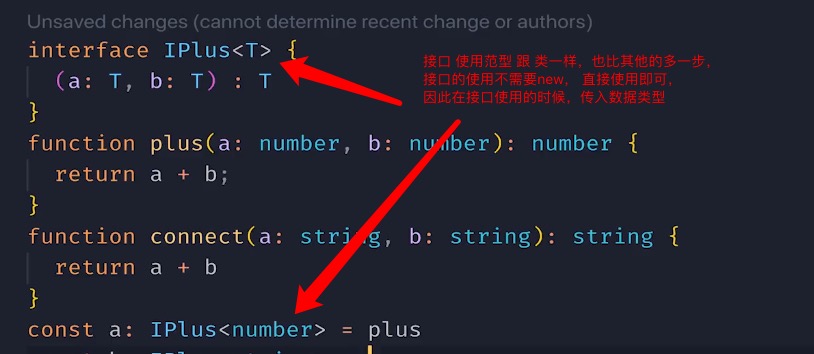 Unsaved changes (cannot determine recent change or authors)
interface IPlus<T> {
接口 使用范型 跟 类一样，也比其他的多一步，
(a: T, b: T) : T
接口的使用不需要new， 直接使用即可，
因此在接口使用的时候，传入数据类型
}
function plus(a: number, b: number): number {
return a + b;
}
function connect(a: string, b: string): string {
return a + b
}
const a: IPlus<number> = plus